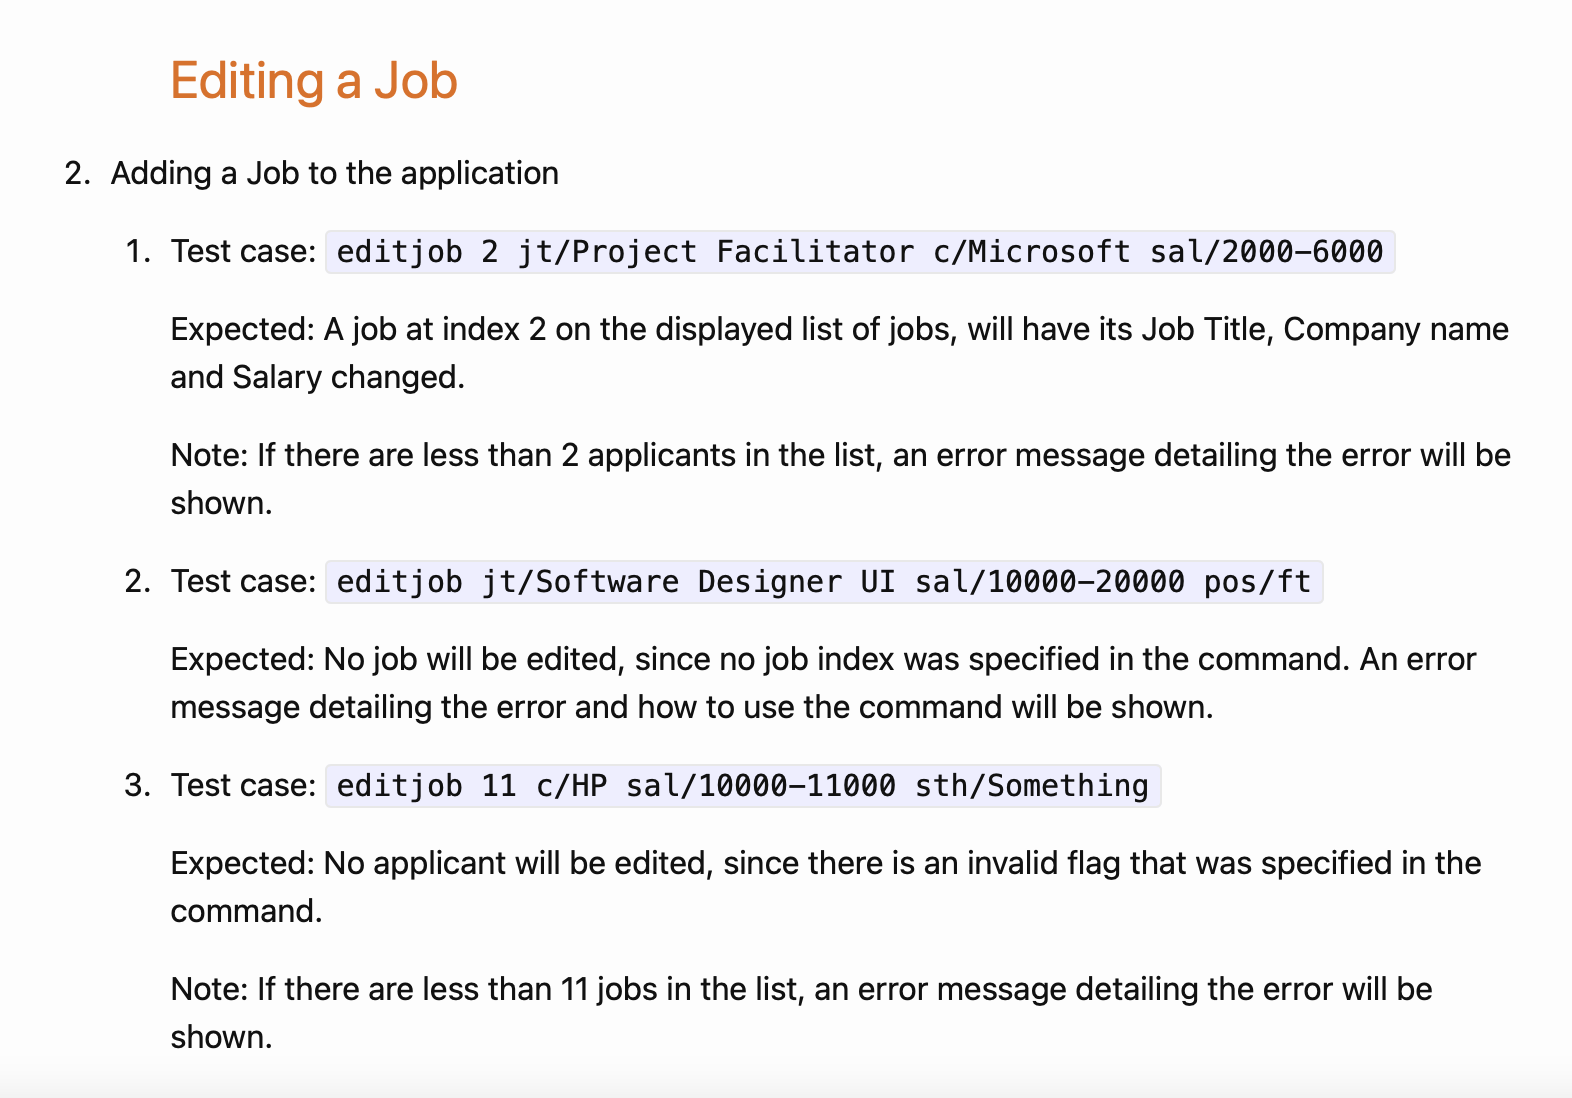 Editing a Job
2. Adding a Job to the application
1. Test case: editjob 2 jt/Project Facilitator c/Microsoft sal/2000-6000
Expected: A job at index 2 on the displayed list of jobs, will have its Job Title, Company name
and Salary changed.
Note: If there are less than 2 applicants in the list, an error message detailing the error will be
shown.
2. Test case: editjob jt/Software Designer UI sal/10000-20000 pos/ft
Expected: No job will be edited, since no job index was specified in the command. An error
message detailing the error and how to use the command will be shown.
3. Test case: editjob 11 c/HP sal/10000-11000 sth/Something
Expected: No applicant will be edited, since there is an invalid flag that was specified in the
command.
Note: If there are less than 11 jobs in the list, an error message detailing the error will be
shown.